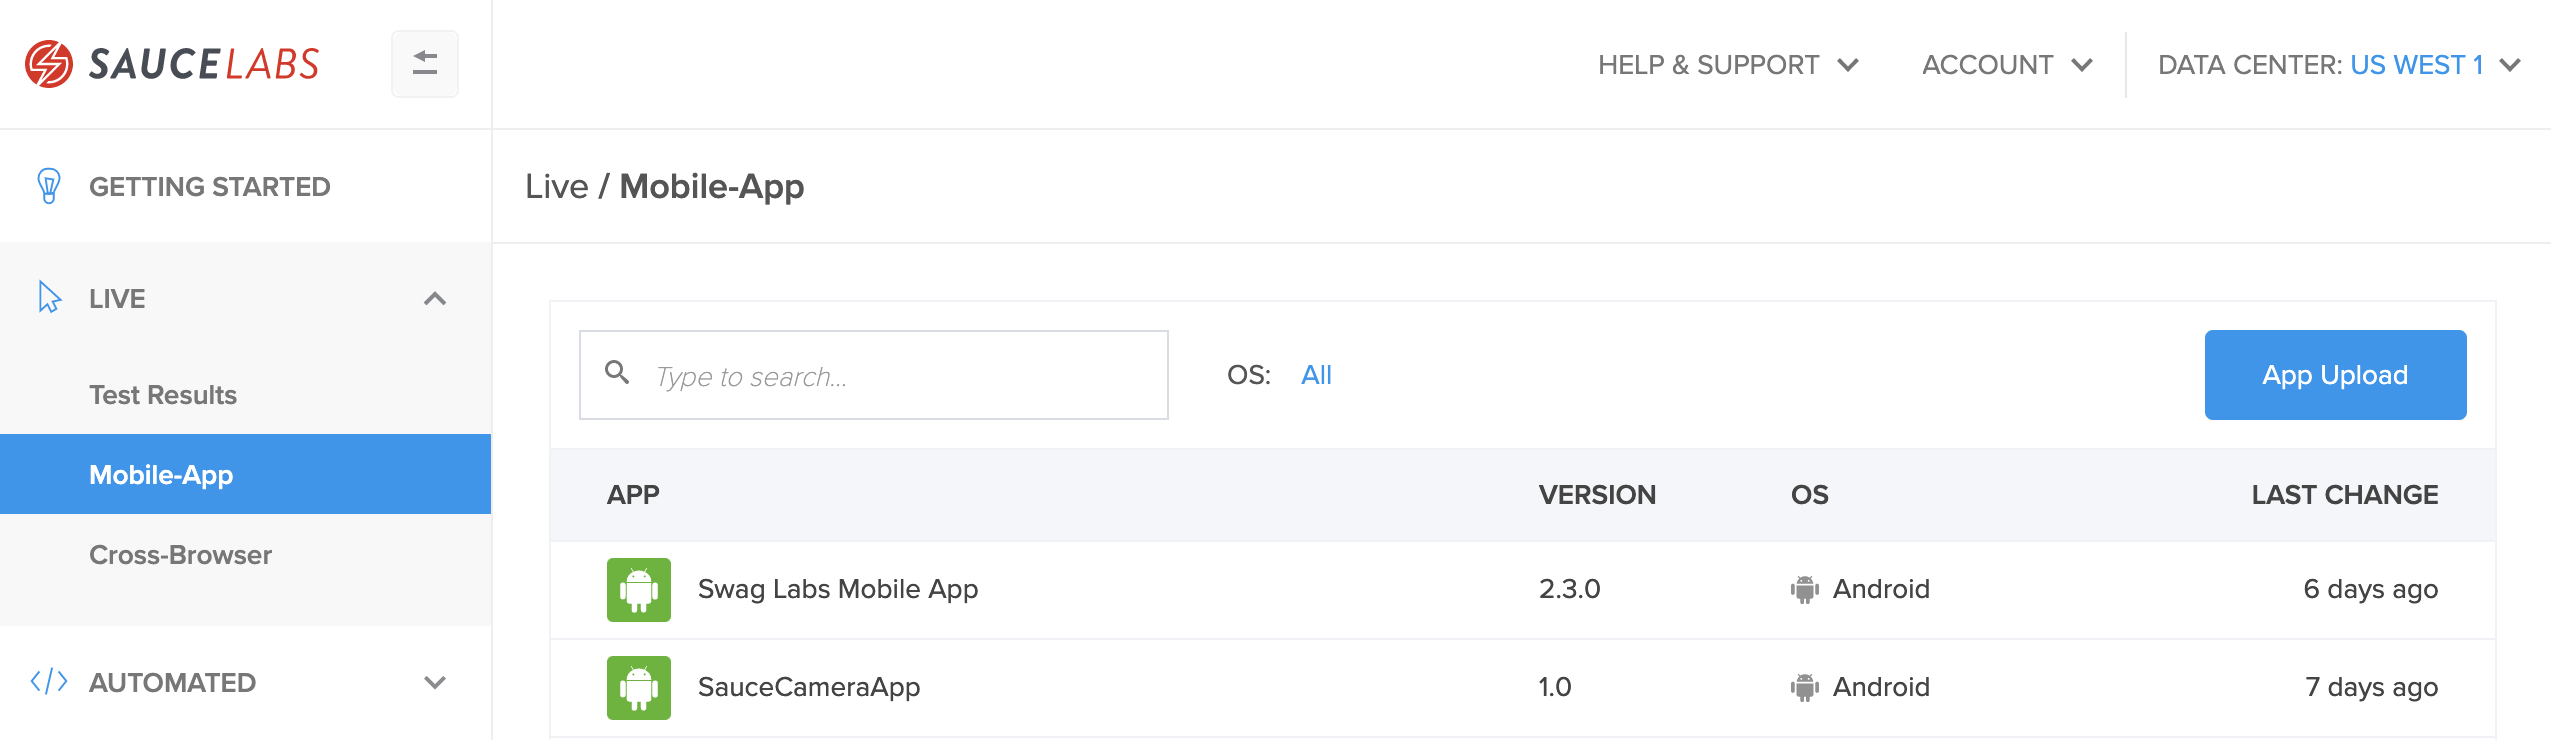 SAUCELABS
HELP & SUPPORT
ACCOUNT
DATA CENTER: US WEST 1
GETTING STARTED
LIVE
Test Results
Mobile-App
Cross-Browser
AUTOMATED
Live / Mobile-App
Type to search...
OS: All
App Upload
APP VERSION OS LAST CHANGE
Swag Labs Mobile App 2.3.0 Android 6 days ago
SauceCameraApp 1.0 Android 7 days ago